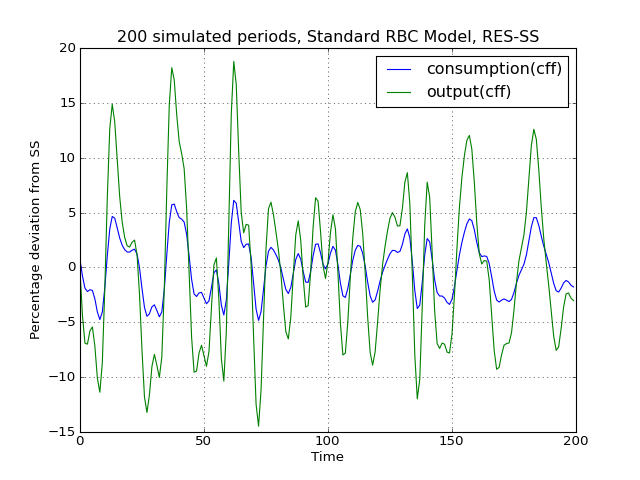 200 simulated periods, Standard RBC Model, RES-SS
consumption(cff)
output(cff)
Percentage deviation from SS
20
15
10
5
0
−5
−10
−15
0 50 100 150 200
Time